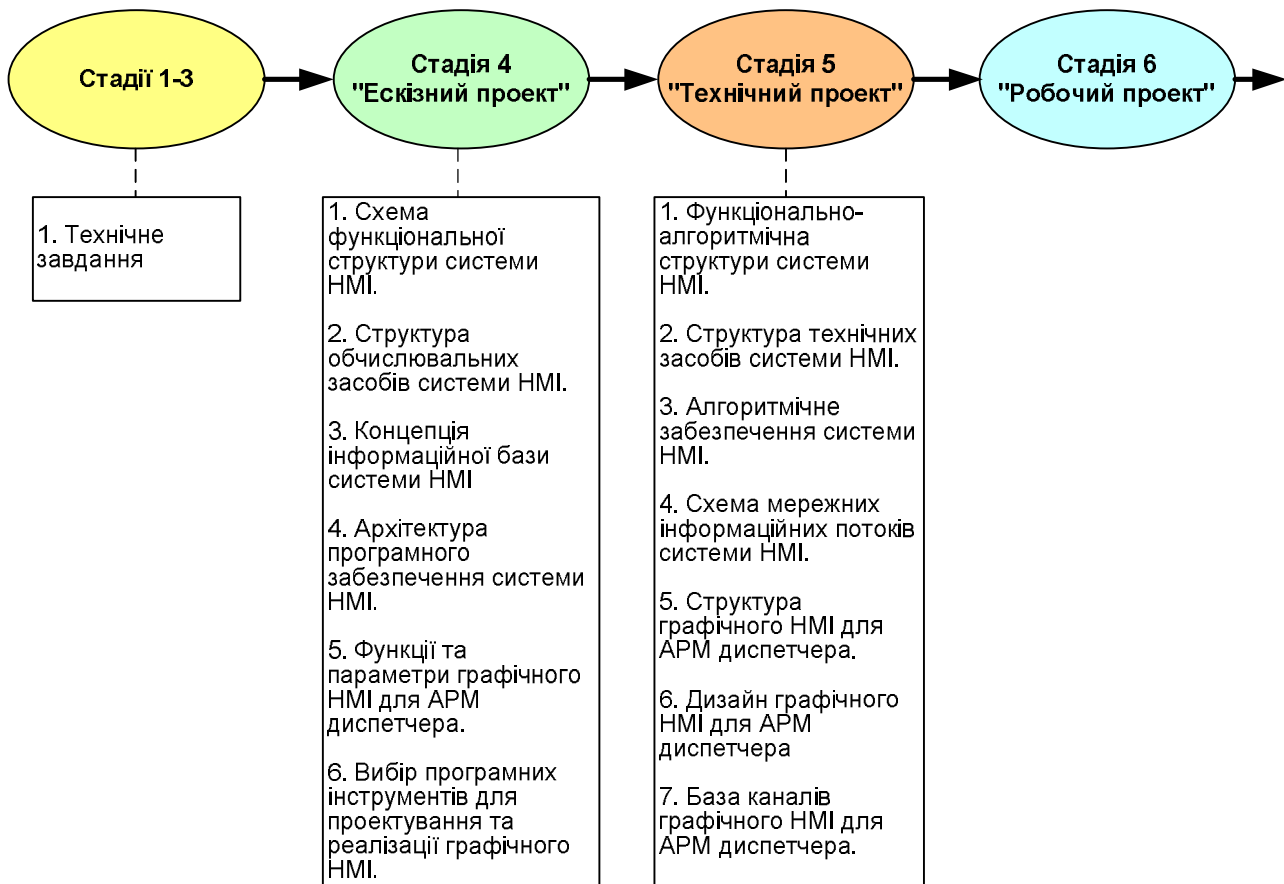 Стадії 1-3
Стадія 4
"Ескізний проект"
Стадія 5
"Технічний проект"
Стадія 6
"Робочий проект"
1. Технічне
завдання
1. Схема
функціональної
структури системи
HMI.
2. Структура
обчислювальних
засобів системи HMI.
3. Концепція
інформаційної бази
системи HMI
4. Архітектура
програмного
забезпечення системи
HMI.
5. Функції та
параметри графічного
HMI для АРМ
диспетчера.
6. Вибір програмних
інструментів для
проектування та
реалізації графічного
HMI.
1. Функціонально-
алгоритмічна
структури системи
HMI.
2. Структура технічних
засобів системи HMI.
3. Алгоритмічне
забезпечення системи
HMI.
4. Схема мережних
інформаційних потоків
системи HMI.
5. Структура
графічного HMI для
АРМ диспетчера.
6. Дизайн графічного
HMI для АРМ
диспетчера
7. База каналів
графічного HMI для
АРМ диспетчера.